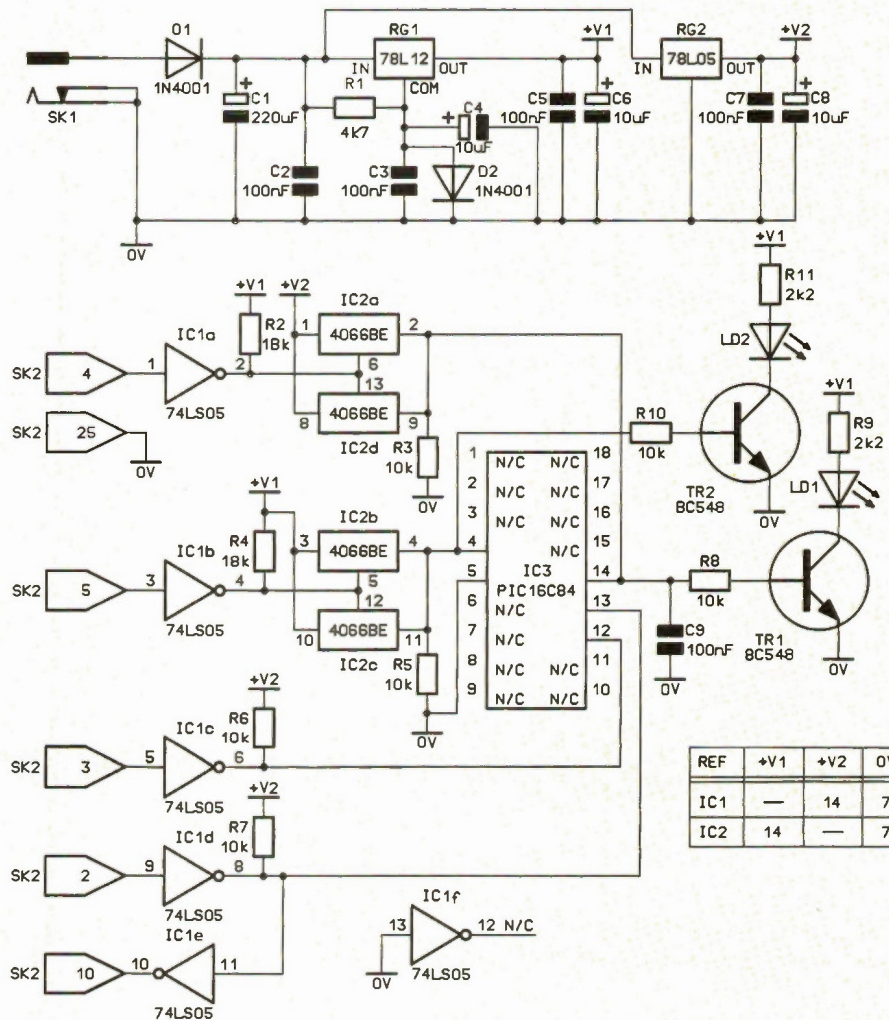 O1
1N4001
SK1
C1
220uF
RG1
78L12
IN
OUT
COM
R1
4k7
C2
100nF
C3
100nF
C4
10uF
D2
1N4001
C5
100nF
+V1
C6
10uF
RG2
78L05
IN
OUT
C7
100nF
+V2
C8
10uF
0V
+V1
R11
2k2
LD2
+V1
R9
2k2
LD1
SK2
4
1
IC1a
2
74LS05
+V1
R2
18k
+V2
IC2a
1
4066BE
2
6
13
8
4066BE
9
IC2d
R3
10k
0V
SK2
25
0V
R10
10k
TR2
BC548
0V
1 N/C N/C 18
2 N/C N/C 17
3 N/C N/C 16
4 N/C 15
5 IC3 14
6 PIC16C84 13
N/C
7 N/C 12
8 N/C N/C 11
9 N/C N/C 10
R8
10k
C9
100nF
0V
TR1
BC548
0V
SK2
5
3
IC1b
4
74LS05
+V1
R4
18k
IC2b
3
4066BE
4
5
12
10
4066BE
11
IC2c
R5
10k
0V
SK2
3
5
IC1c
6
74LS05
+V2
R6
10k
SK2
2
9
IC1d
8
74LS05
+V2
R7
10k
SK2
10
10
IC1e
11
74LS05
IC1f
13
12 N/C
0V
74LS05
REF +V1 +V2 0V
IC1 — 14 7
IC2 14 — 7